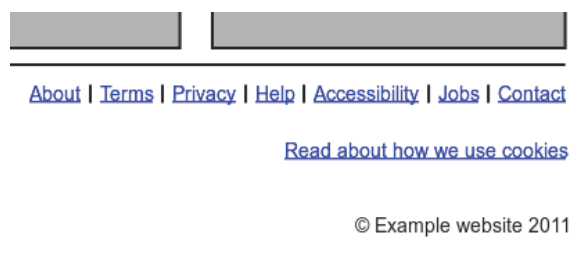 About | Terms | Privacy | Help | Accessibility | Jobs | Contact
Read about how we use cookies
© Example website 2011